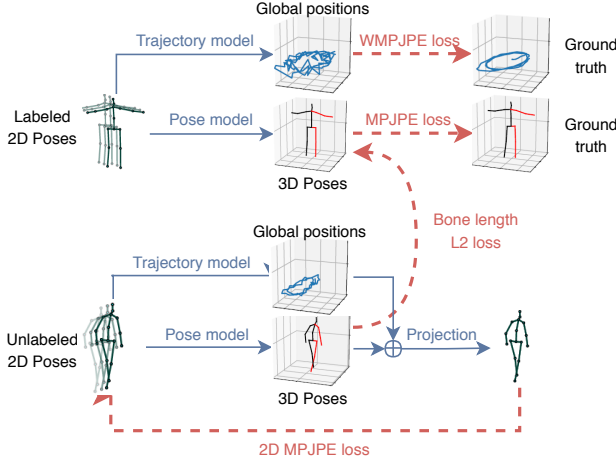 Global positions
Trajectory model
WMPJPE loss
Ground
truth
Labeled
2D Poses
Pose model
MPJPE loss
Ground
truth
3D Poses
Bone length
L2 loss
Global positions
Trajectory model
Unlabeled
2D Poses
Pose model
Projection
3D Poses
2D MPJPE loss